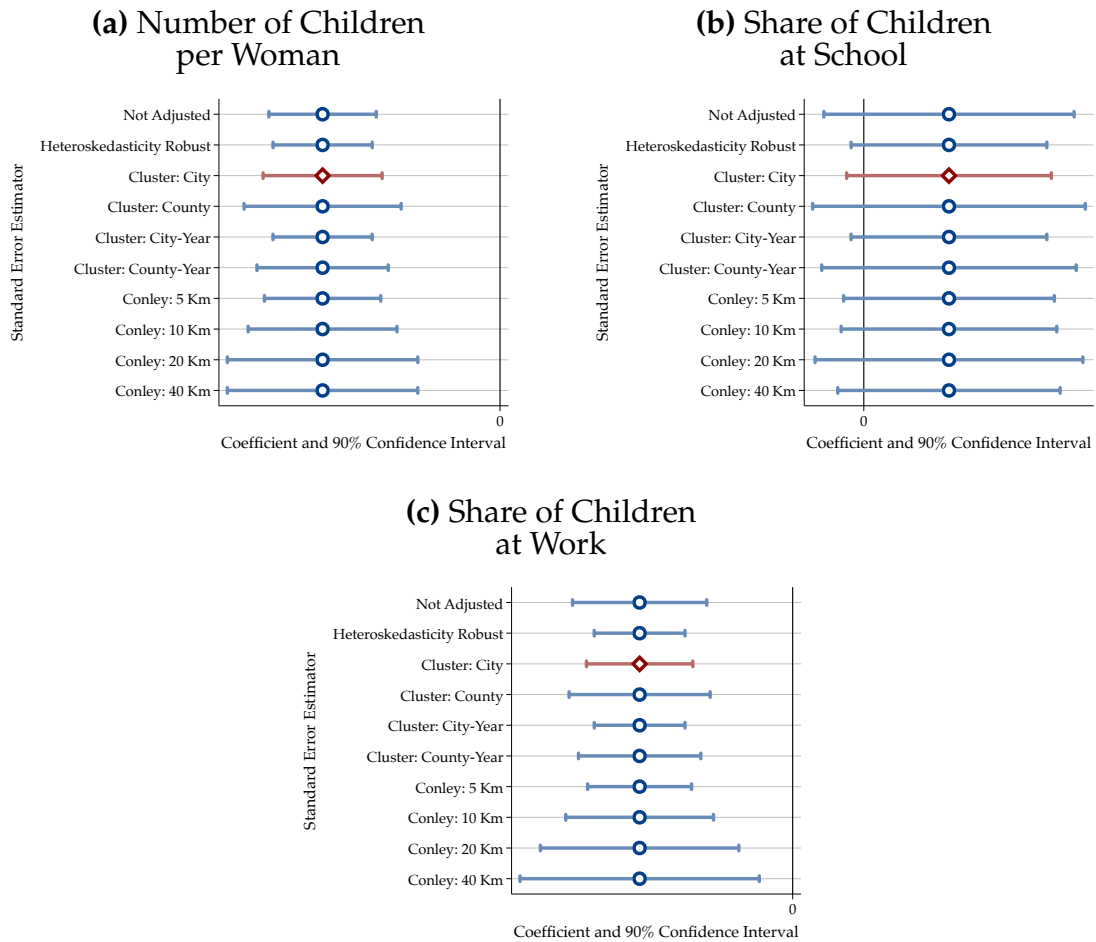 (a) Number of Children
per Woman
Standard Error Estimator
Not Adjusted
Heteroskedasticity Robust
Cluster: City
Cluster: County
Cluster: City-Year
Cluster: County-Year
Conley: 5 Km
Conley: 10 Km
Conley: 20 Km
Conley: 40 Km
0
Coefficient and 90% Confidence Interval
(b) Share of Children
at School
Standard Error Estimator
Not Adjusted
Heteroskedasticity Robust
Cluster: City
Cluster: County
Cluster: City-Year
Cluster: County-Year
Conley: 5 Km
Conley: 10 Km
Conley: 20 Km
Conley: 40 Km
0
Coefficient and 90% Confidence Interval
(c) Share of Children
at Work
Standard Error Estimator
Not Adjusted
Heteroskedasticity Robust
Cluster: City
Cluster: County
Cluster: City-Year
Cluster: County-Year
Conley: 5 Km
Conley: 10 Km
Conley: 20 Km
Conley: 40 Km
0
Coefficient and 90% Confidence Interval